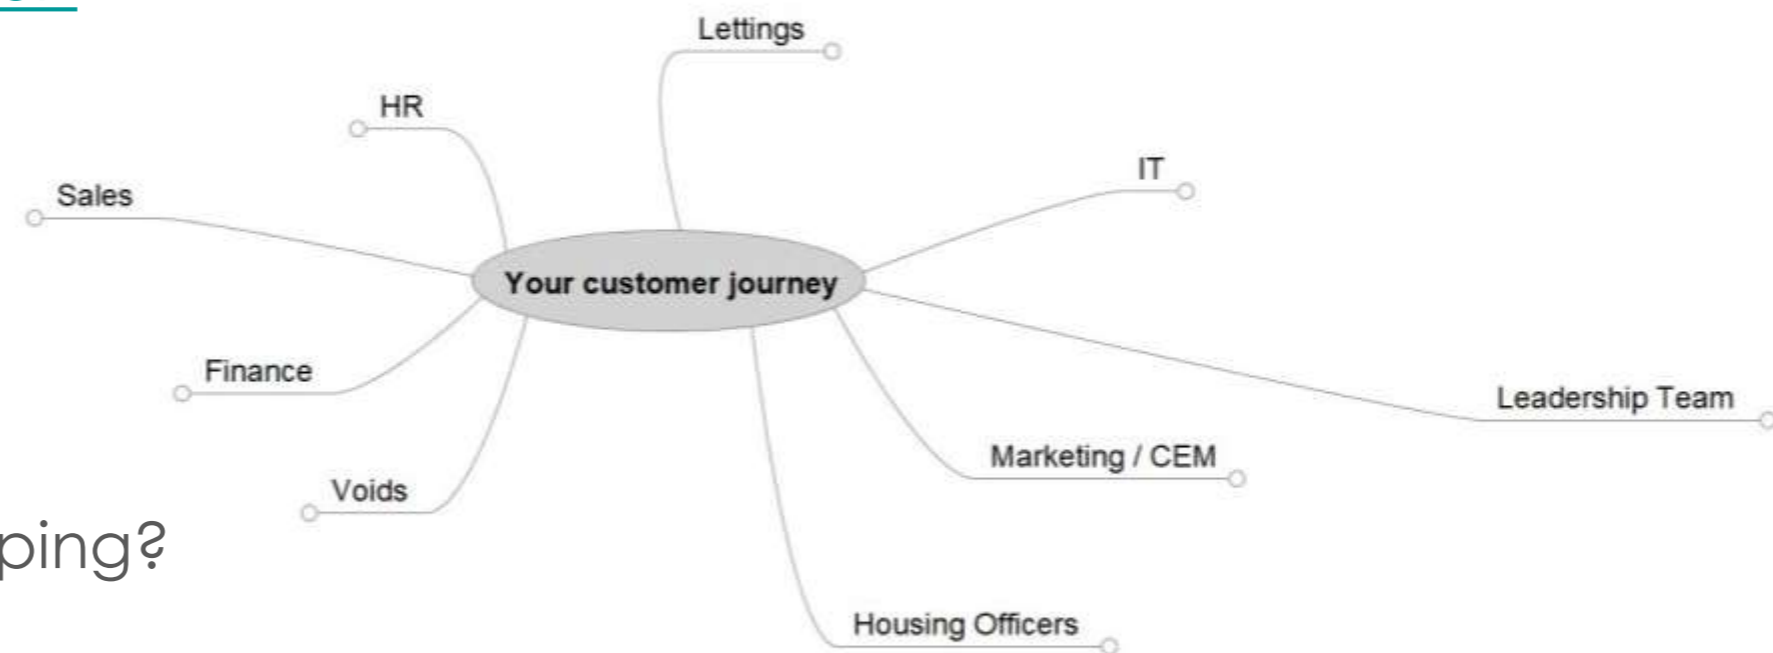 Lettings
HR
IT
Sales
Your customer journey
Finance
Leadership Team
Marketing / CEM
Voids
ping?
Housing Officers